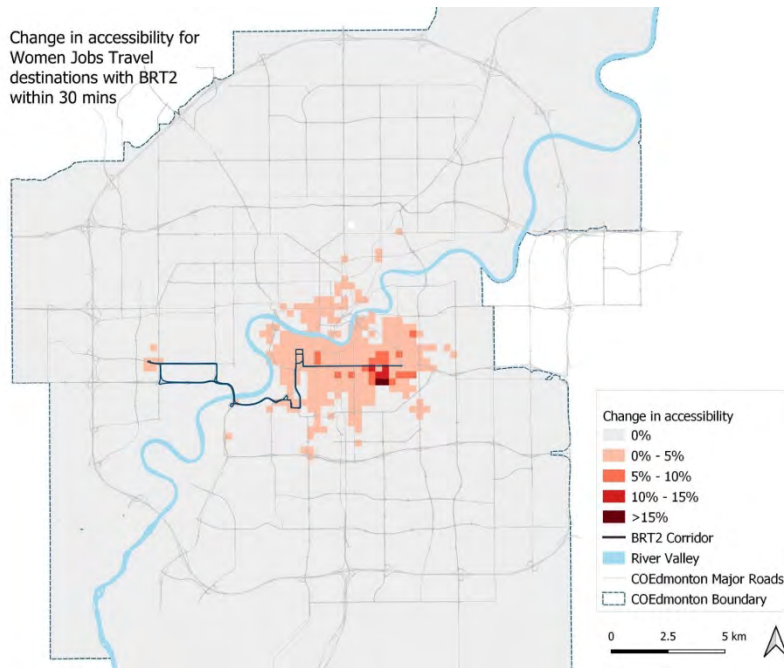 Change in accessibility for
Women Jobs Travel
destinations with BRT2
within 30 mins
Change in accessibility
0%
0% - 5%
5% - 10%
10% - 15%
>15%
BRT2 Corridor
River Valley
COEdmonton Major Roads
COEdmonton Boundary
0 2.5 5 km